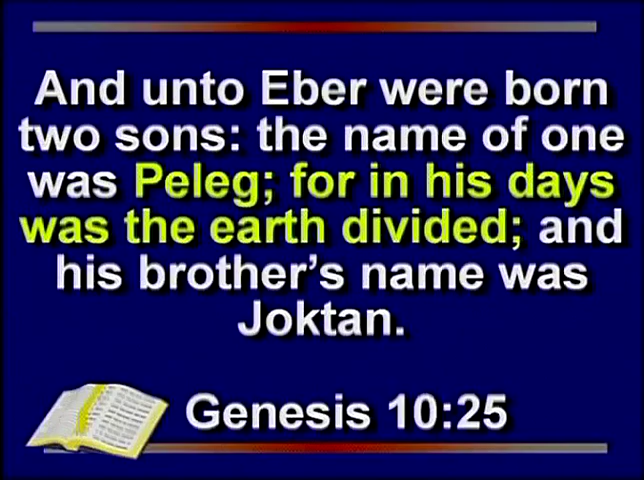 And unto Eber were born
two sons: the name of one
was Peleg; for in his days
was the earth divided; and
his brother’s name was
Joktan.
Genesis 10:25